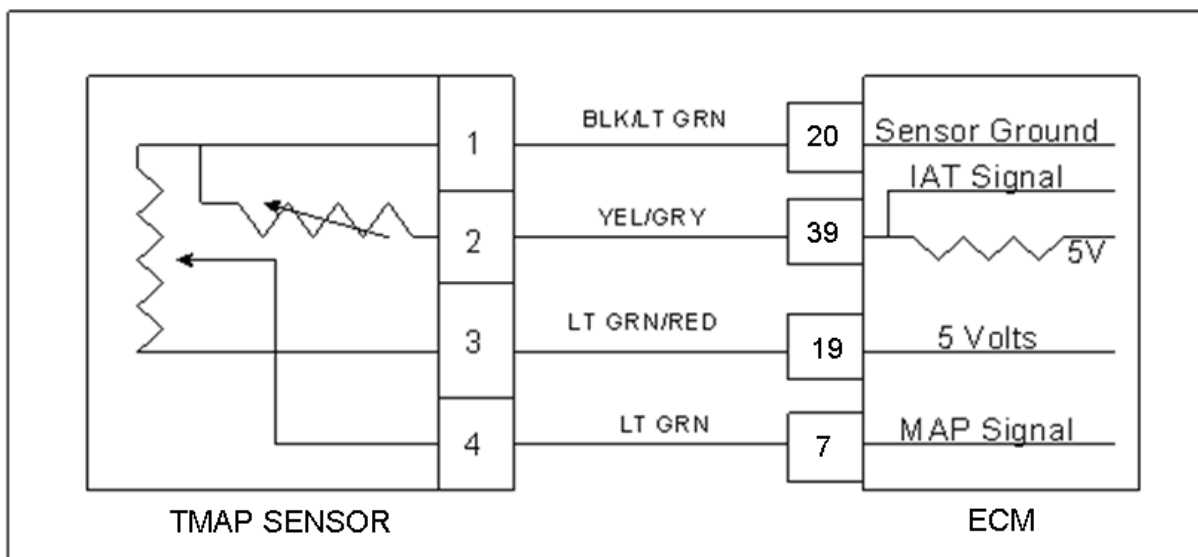 1 BLK/LT GRN 20 Sensor Ground
IAT Signal
2 YEL/GRY 39 5V
3 LT GRN/RED 19 5 Volts
4 LT GRN 7 MAP Signal
TMAP SENSOR ECM